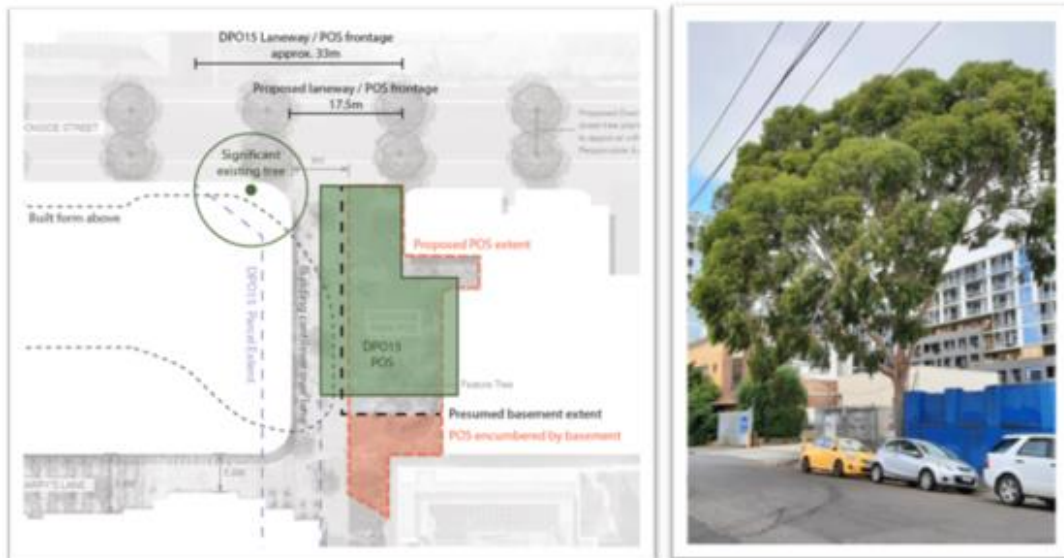 DPO15 Laneway / POS frontage
approx. 33m
Proposed laneway / POS frontage
17.5m
Significant
existing tree
Built form above
Proposed POS extent
DPO15 Parcel Extent
DPO15
POS
Feature Tree
Presumed basement extent
POS encumbered by basement